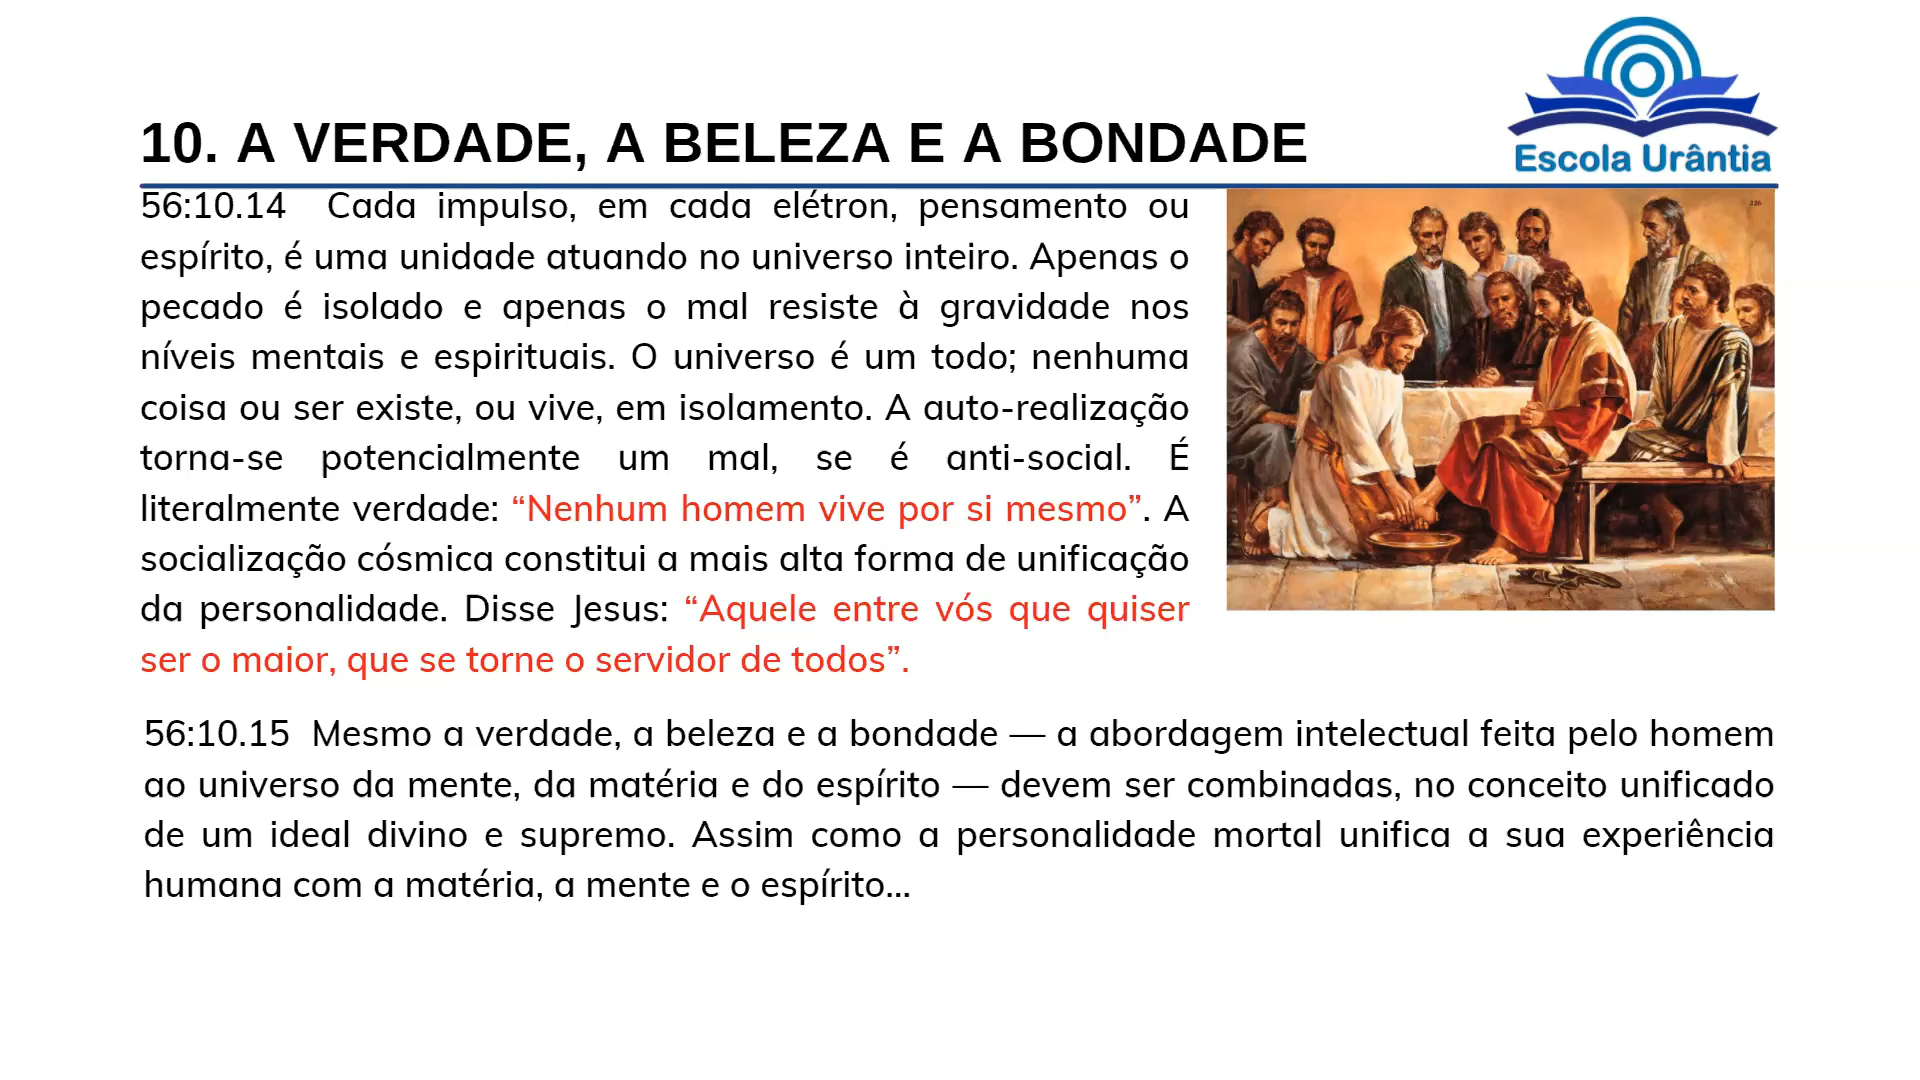 Escola Urântia
10. A VERDADE, A BELEZA E A BONDADE
56:10.14 Cada impulso, em cada elétron, pensamento ou
espírito, é uma unidade atuando no universo inteiro. Apenas o
pecado é isolado e apenas o mal resiste à gravidade nos
níveis mentais e espirituais. O universo é um todo; nenhuma
coisa ou ser existe, ou vive, em isolamento. A auto-realização
torna-se potencialmente um mal, se é anti-social. É
literalmente verdade: “Nenhum homem vive por si mesmo”. A
socialização cósmica constitui a mais alta forma de unificação
da personalidade. Disse Jesus: “Aquele entre vós que quiser
ser o maior, que se torne o servidor de todos”.
226
56:10.15 Mesmo a verdade, a beleza e a bondade — a abordagem intelectual feita pelo homem
ao universo da mente, da matéria e do espírito — devem ser combinadas, no conceito unificado
de um ideal divino e supremo. Assim como a personalidade mortal unifica a sua experiência
humana com a matéria, a mente e o espírito...